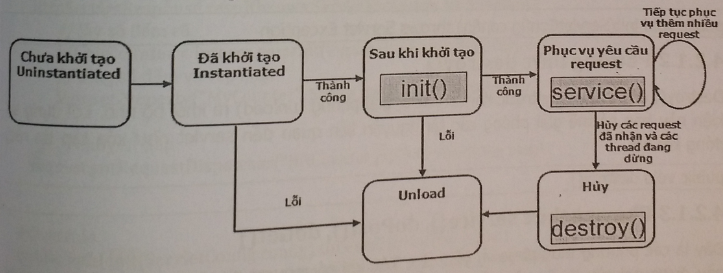 Chưa khởi tạo
Uninstantiated
Đã khởi tạo
Instantiated
Thành
công
Sau khi khởi tạo
init()
Thành
công
Phục vụ yêu cầu
request
service()
Tiếp tục phục
vụ thêm nhiều
request
Lỗi
Hủy các request
đã nhận và các
thread đang
dừng
Lỗi
Unload
Hủy
destroy()